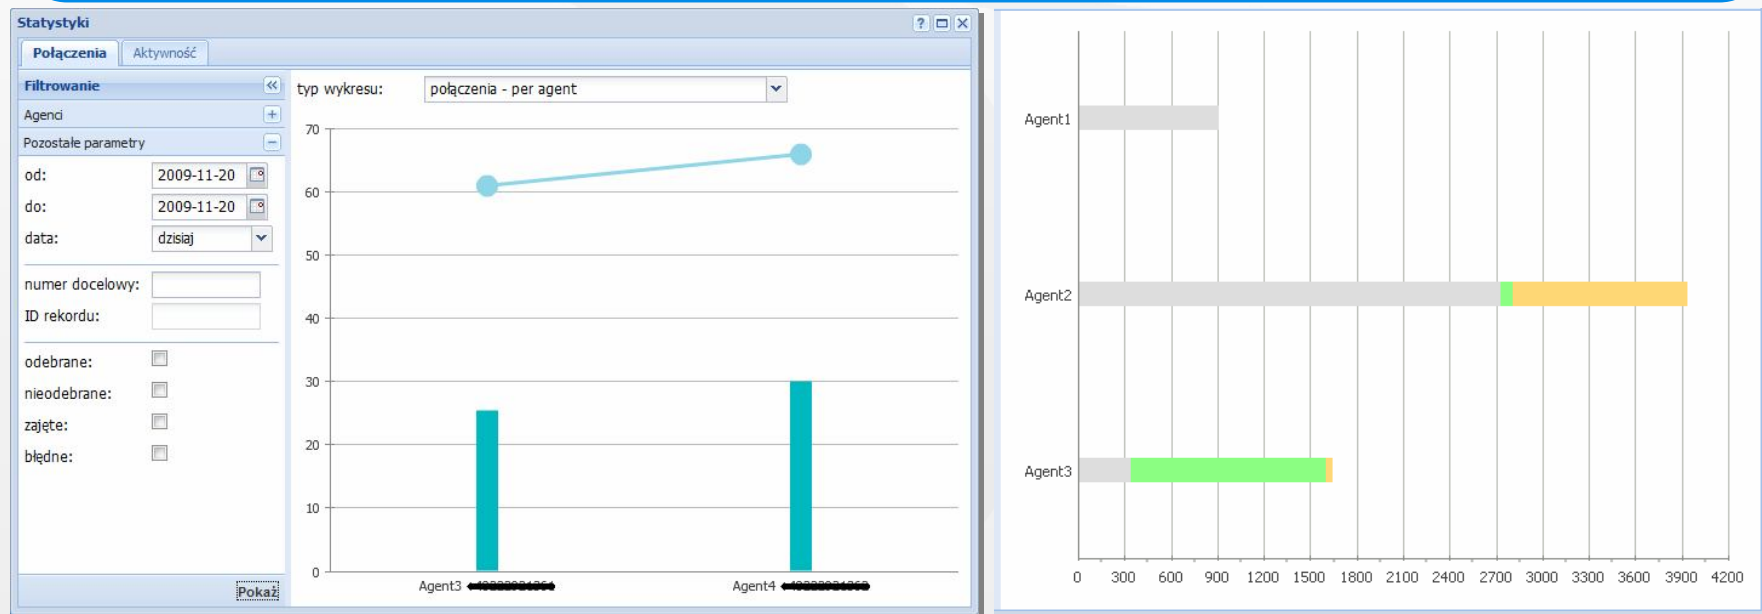 Statystyki
Połączenia Aktywność
Filtrowanie
Agenci
Pozostałe parametry
od: 2009-11-20
do: 2009-11-20
data: dzisiaj
numer docelowy:
ID rekordu:
odebrane:
nieodebrane:
zajęte:
błędne:
Pokaż
typ wykresu: połączenia - per agent
70
60
50
40
30
20
10
0
Agent3 Agent4
Agent1
Agent2
Agent3
0 300 600 900 1200 1500 1800 2100 2400 2700 3000 3300 3600 3900 4200